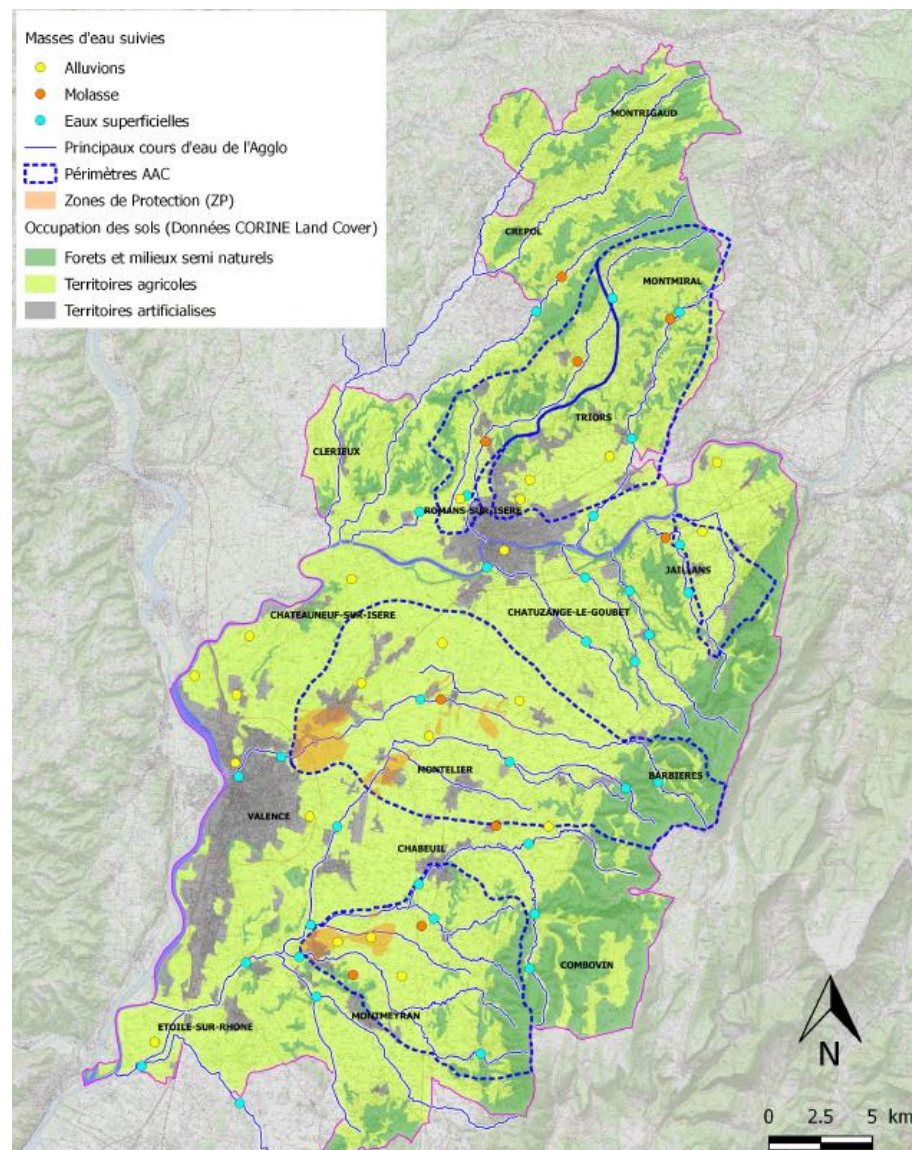 Masses d'eau suivies
Alluvions
Molasse
Eaux superficielles
Principaux cours d'eau de l'Agglo
Périmètres AAC
Zones de Protection (ZP)
Occupation des sols (Données CORINE Land Cover)
Forets et milieux semi naturels
Territoires agricoles
Territoires artificialises
MONTRIGAUD
CREPOL
MONTMIRAL
TRIORS
CLERIEUX
ROMANS-SUR-ISERE
JAILLANS
CHATEAUNEUF-SUR-ISERE
CHATUZANGE-LE-GOUBET
MONTELIER
BARBIERES
VALENCE
CHABEUIL
COMBOVIN
MONTMEYRAN
ETOILE-SUR-RHONE
N
0 2.5 5 km